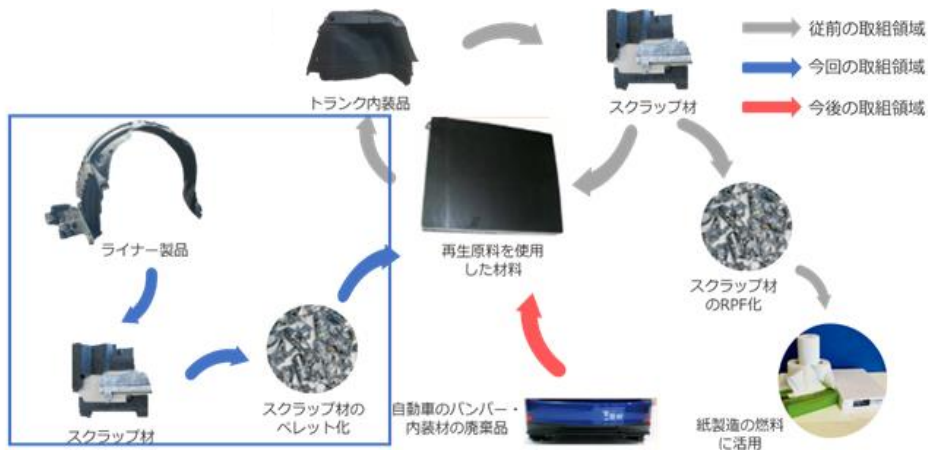 従前の取組領域
今回の取組領域
今後の取組領域
トランク内装品
スクラップ材
ライナー製品
再生原料を使用
した材料
スクラップ材
のRPF化
スクラップ材
スクラップ材の
ペレット化
自動車のバンパー・
内装材の廃棄品
紙製造の燃料
に活用